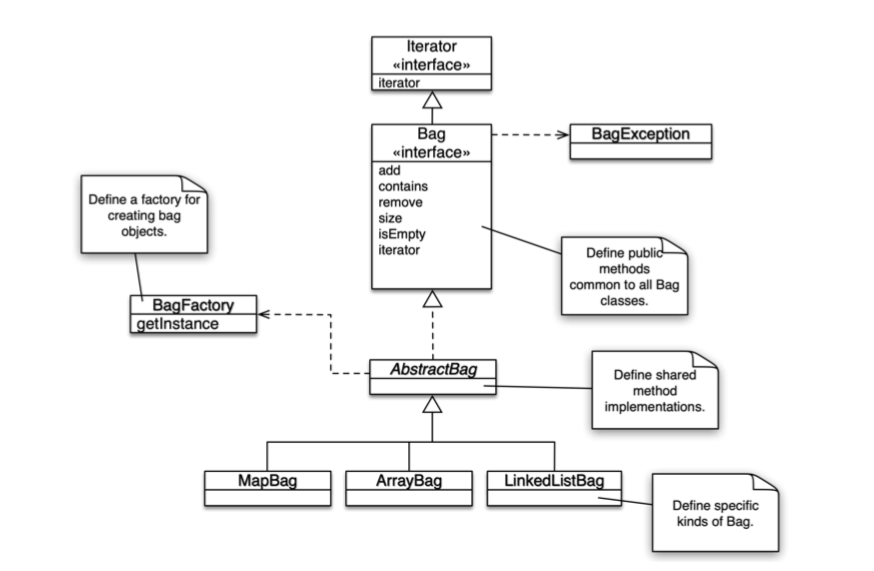 Iterator
«interface»
iterator
Bag
«interface»
add
contains
remove
size
isEmpty
iterator
BagException
Define a factory for
creating bag
objects.
Define public
methods
common to all Bag
classes.
BagFactory
getInstance
AbstractBag
Define shared
method
implementations.
MapBag
ArrayBag
LinkedListBag
Define specific
kinds of Bag.